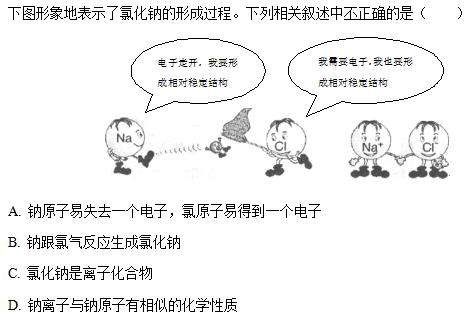 下图形象地表示了氯化钠的形成过程。下列相关叙述中不正确的是（　　）
电子走开，我要形
成相对稳定结构
我需要电子，我也要形
成相对稳定结构
Na
Cl
Na⁺
Cl⁻
A. 钠原子易失去一个电子，氯原子易得到一个电子
B. 钠跟氯气反应生成氯化钠
C. 氯化钠是离子化合物
D. 钠离子与钠原子有相似的化学性质